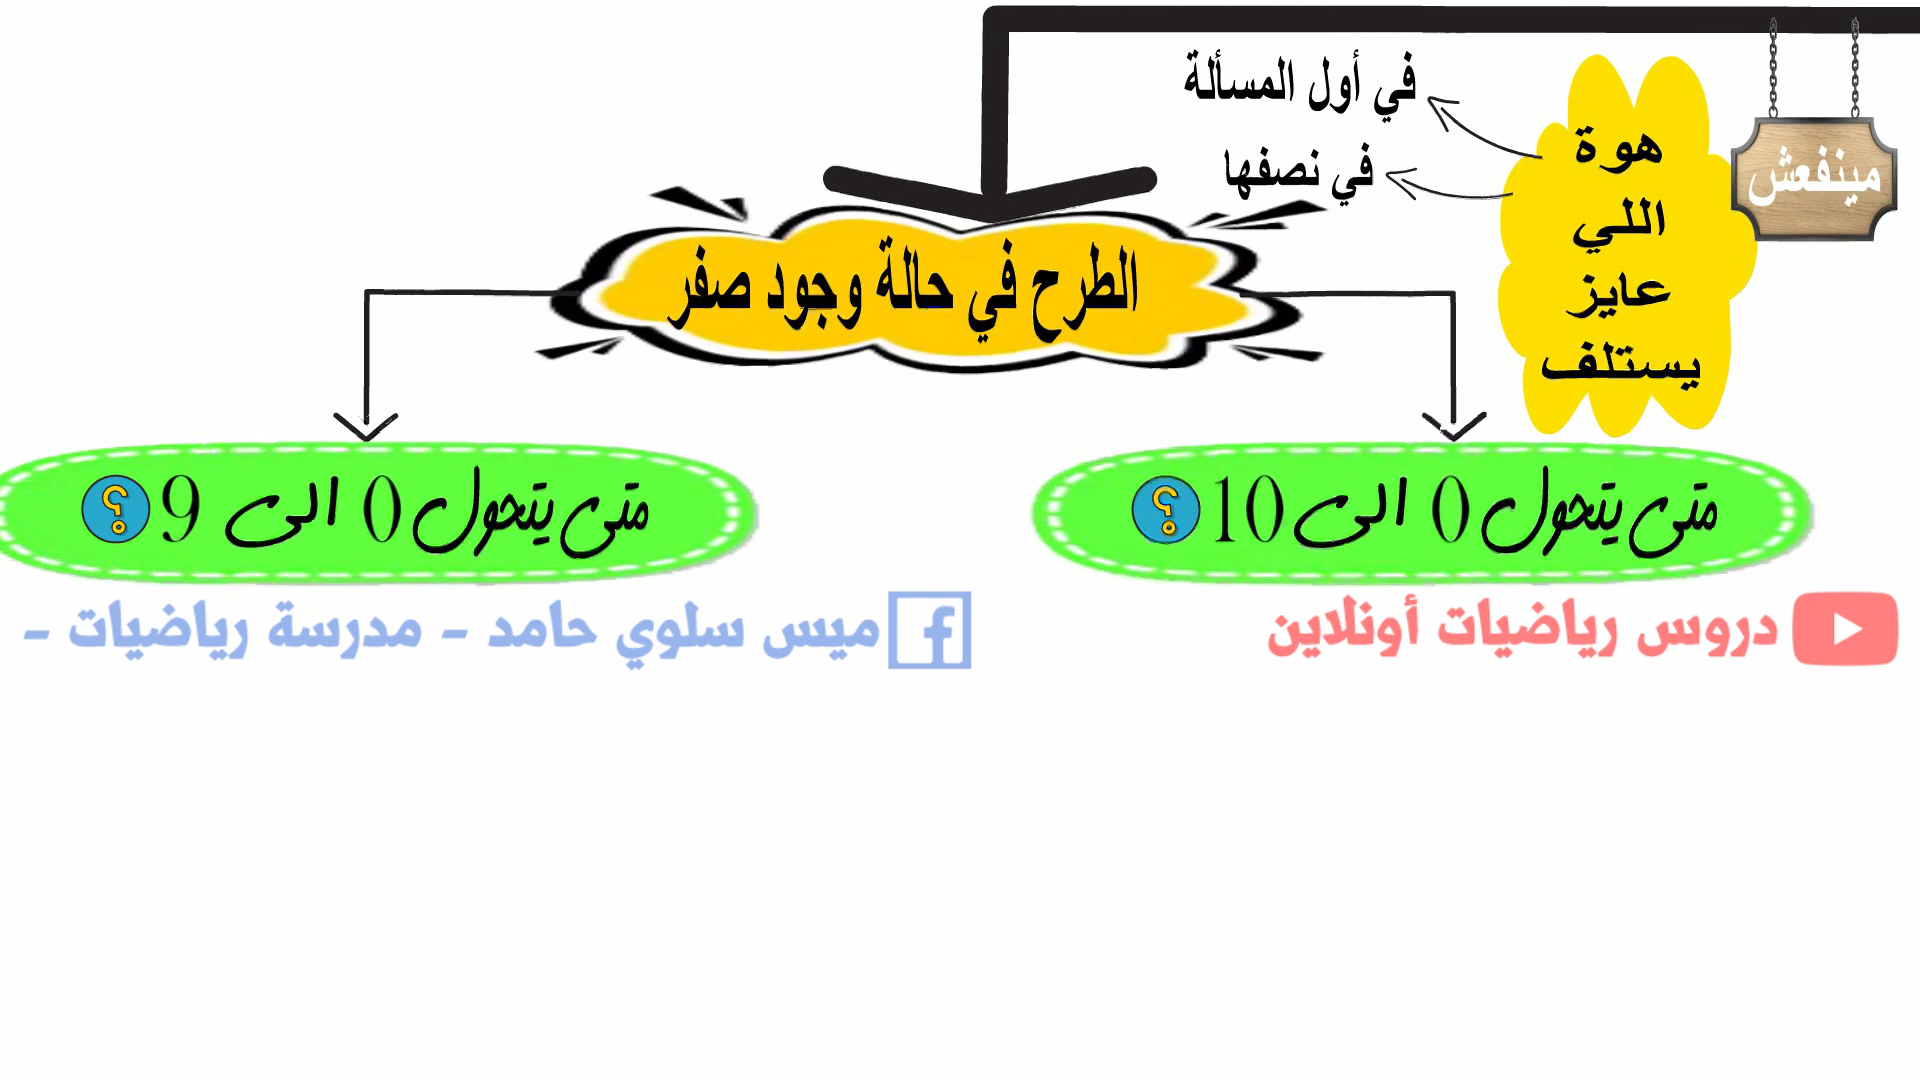 مينفعش
هوة
اللي
عايز
يستلف
في أول المسألة
في نصفها
الطرح في حالة وجود صفر
متى يتحول 0 الى 10 ؟
متى يتحول 0 الى 9 ؟
دروس رياضيات أونلاين
ميس سلوي حامد - مدرسة رياضيات -